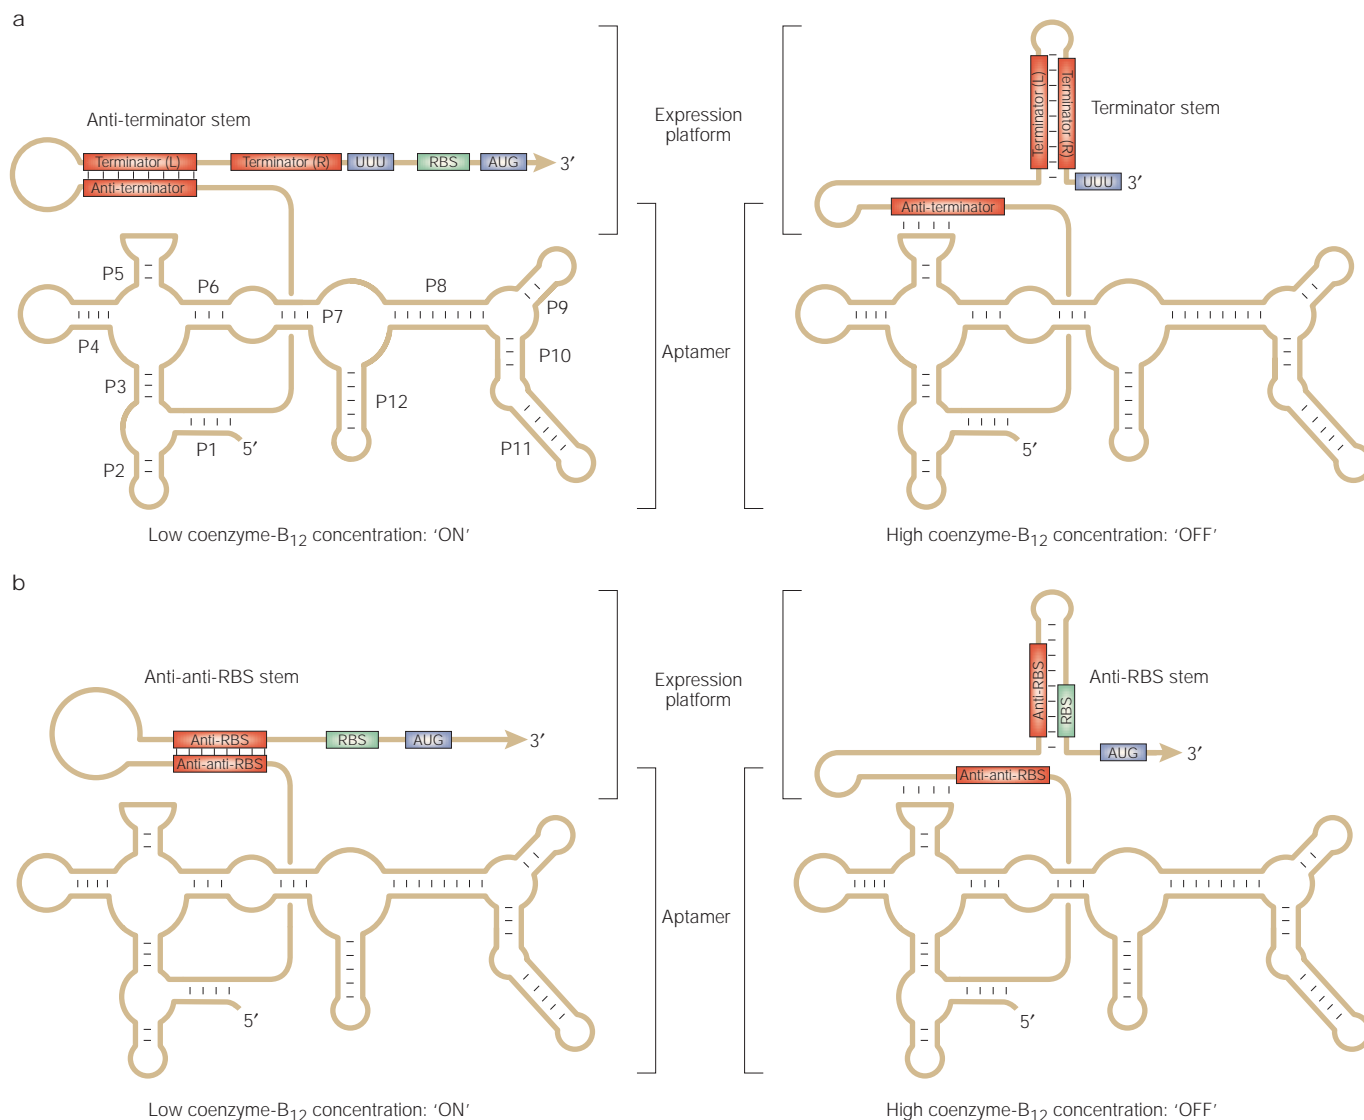 a
Anti-terminator stem
Terminator (L)
Terminator (R)
UUU
RBS
AUG
3′
Anti-terminator
P5
P6
P8
P9
P7
P4
P10
P3
P12
P1
5′
P11
P2
Low coenzyme-B12 concentration: ‘ON’
Expression
platform
Aptamer
Terminator (L)
Terminator (R)
Terminator stem
UUU
3′
Anti-terminator
5′
High coenzyme-B12 concentration: ‘OFF’
b
Anti-anti-RBS stem
Anti-RBS
RBS
AUG
3′
Anti-anti-RBS
5′
Low coenzyme-B12 concentration: ‘ON’
Expression
platform
Aptamer
Anti-RBS
RBS
Anti-RBS stem
AUG
3′
Anti-anti-RBS
5′
High coenzyme-B12 concentration: ‘OFF’